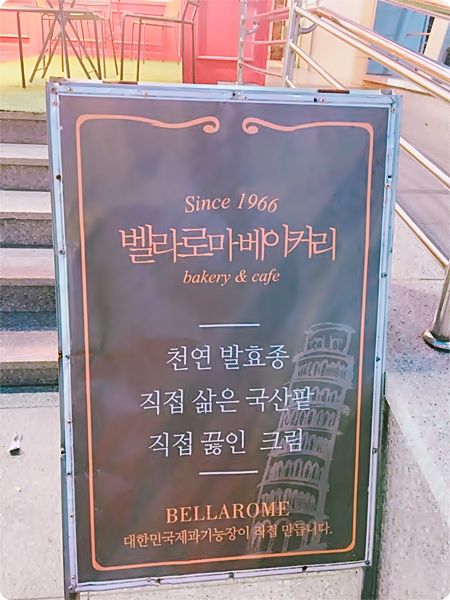 Since 1966
벨라로마베이커리
bakery & cafe
천연 발효종
직접 삶은 국산팥
직접 끓인 크림
BELLAROME
대한민국제과기능장이 직접 만듭니다.